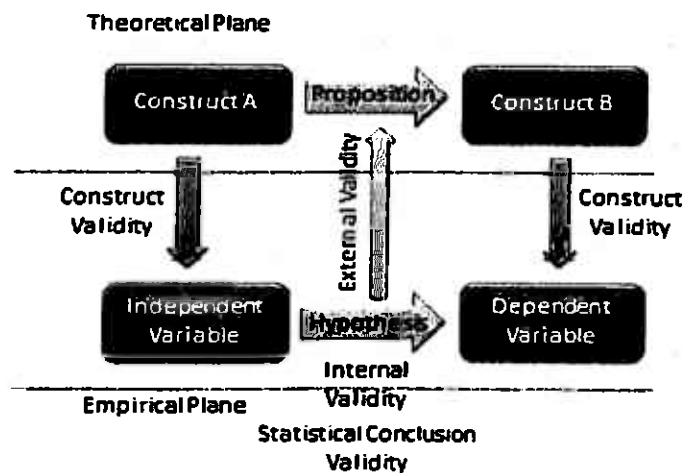 Theoretical Plane
Construct A
Proposition
Construct B
External Validity
Construct
Validity
Construct
Validity
Independent
Variable
Hypothesis
Dependent
Variable
Internal
Validity
Empirical Plane
Statistical Conclusion
Validity